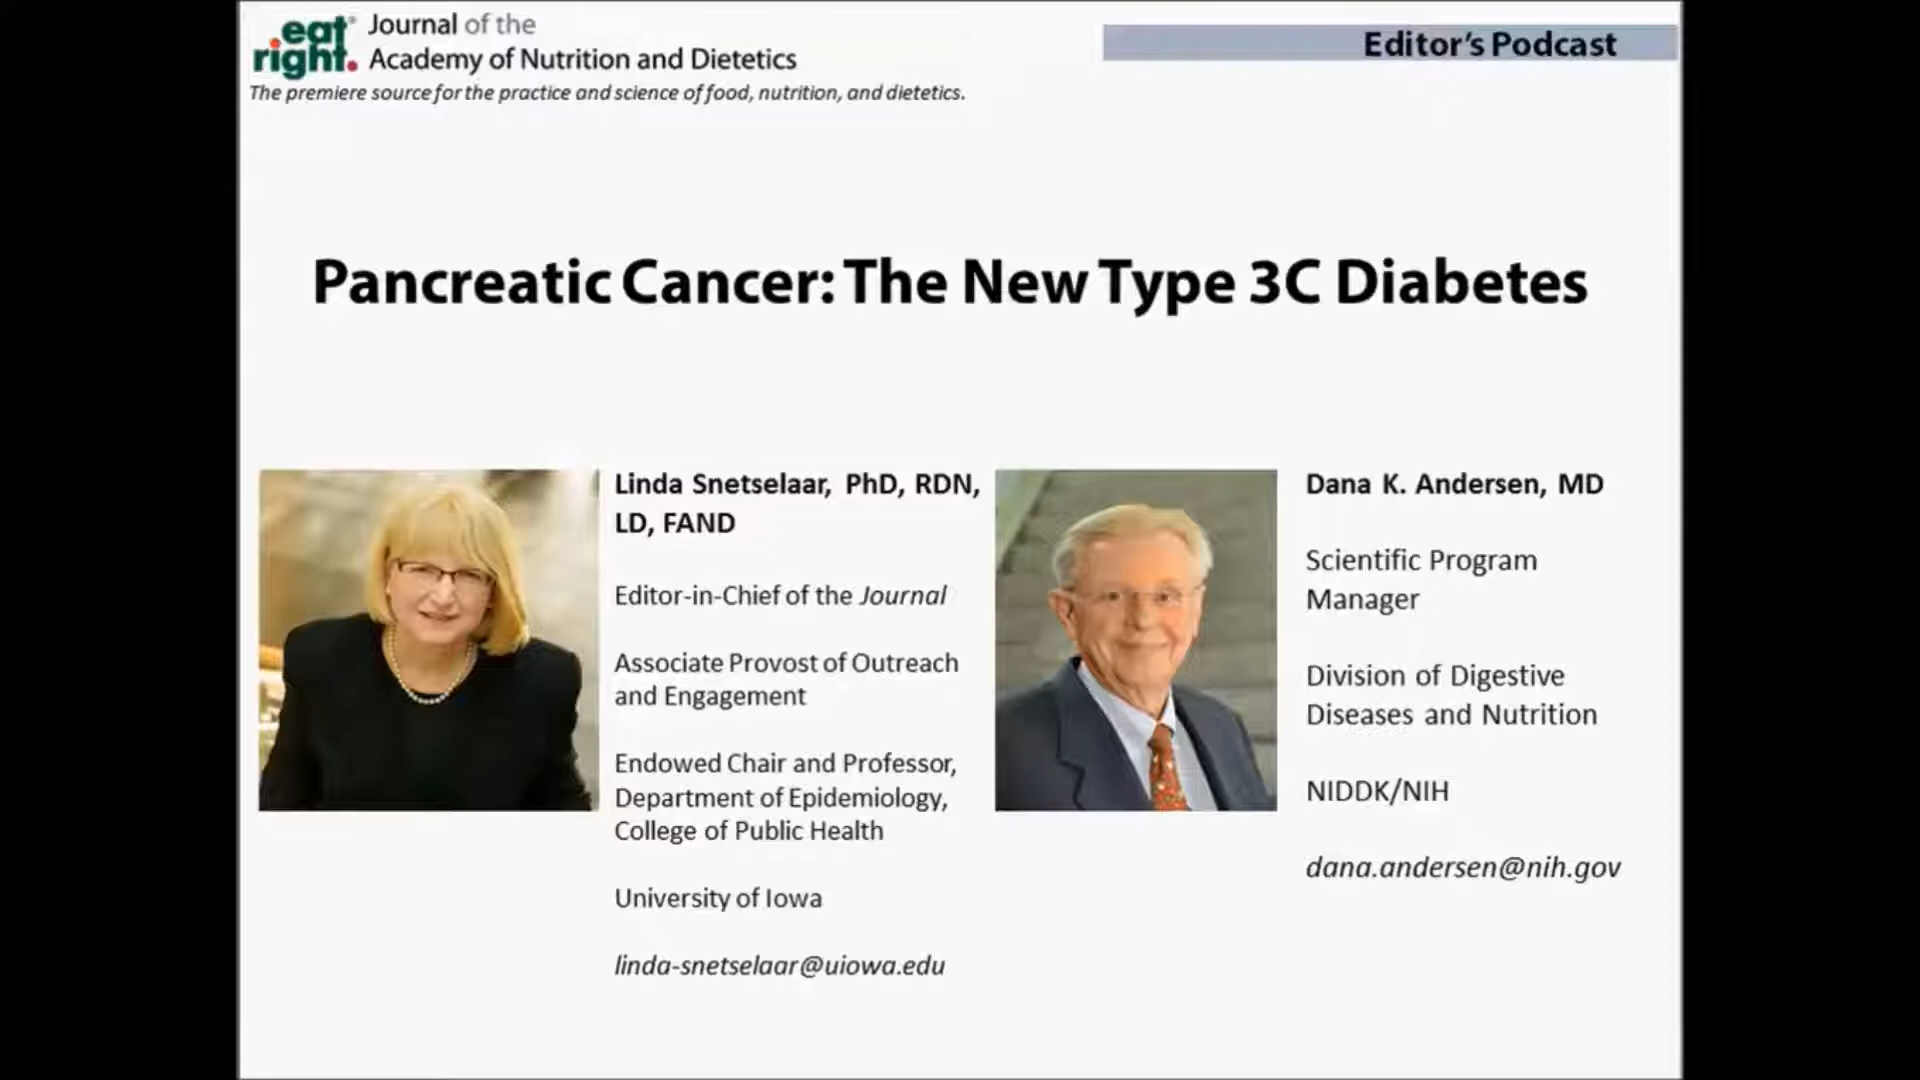 eat right.
Journal of the
Academy of Nutrition and Dietetics
The premiere source for the practice and science of food, nutrition, and dietetics.
Editor's Podcast
Pancreatic Cancer: The New Type 3C Diabetes
Linda Snetselaar, PhD, RDN,
LD, FAND
Editor-in-Chief of the Journal
Associate Provost of Outreach
and Engagement
Endowed Chair and Professor,
Department of Epidemiology,
College of Public Health
University of Iowa
linda-snetselaar@uiowa.edu
Dana K. Andersen, MD
Scientific Program
Manager
Division of Digestive
Diseases and Nutrition
NIDDK/NIH
dana.andersen@nih.gov